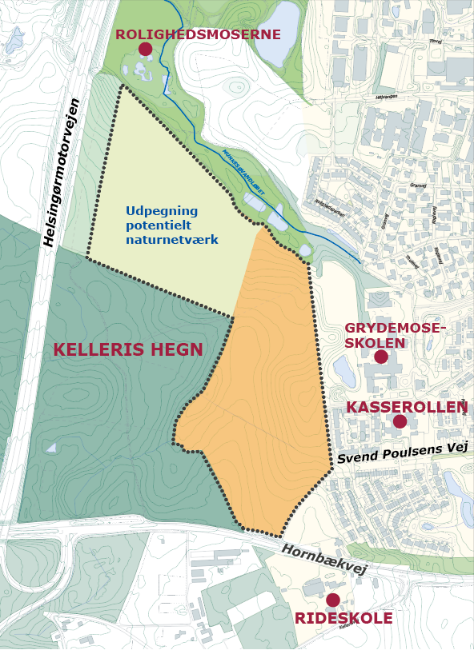 ROLIGHEDSMOSERNE
Helsingørmotorvejen
Udpegning
potentielt
naturnetværk
KELLERIS HEGN
GRYDEMOSE-
SKOLEN
KASSEROLLEN
Svend Poulsens Vej
Hornbækvej
RIDESKOLE